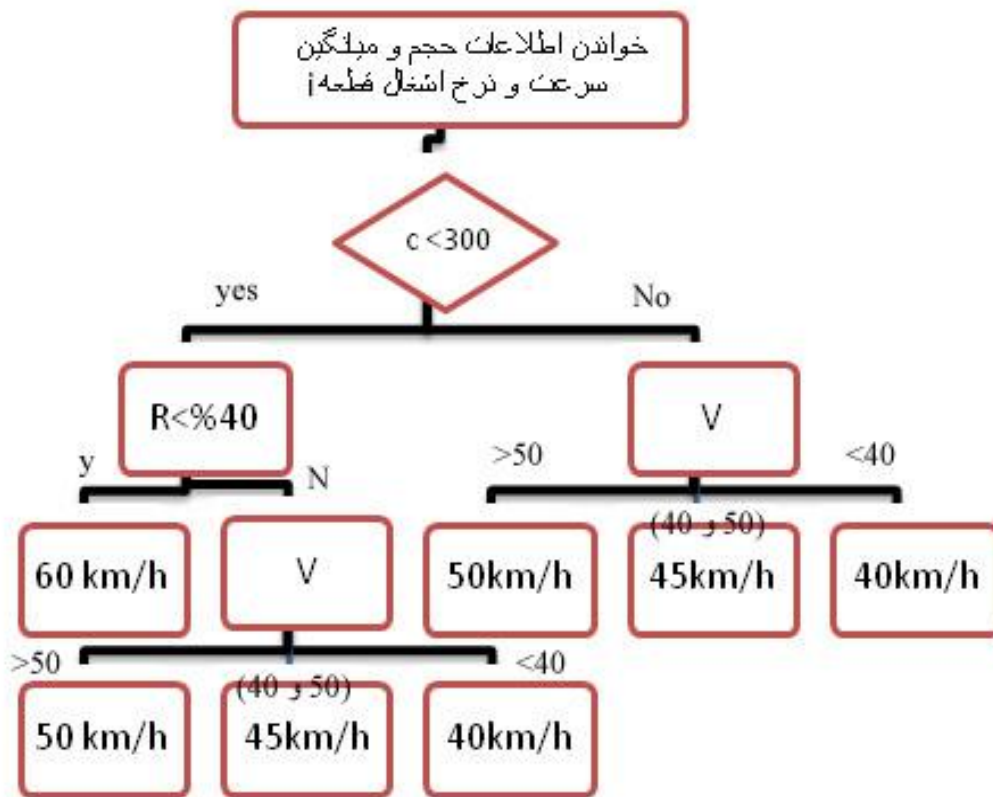 خواندن اطلاعات حجم و میانگین
سرعت و نرخ اشغال قطعه i
c <300
yes
No
R<%40
V
y
N
>50
<40
(40 و 50)
60 km/h
V
50km/h
45km/h
40km/h
>50
(40 و 50)
<40
50 km/h
45km/h
40km/h